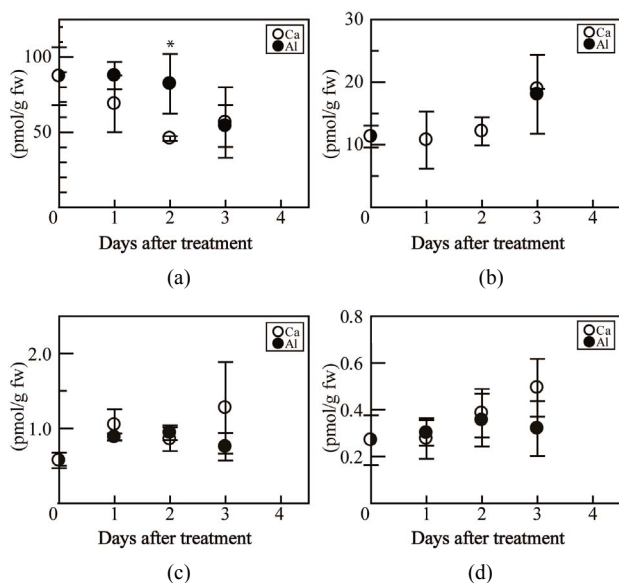 *
Ca
Al
100
50
(pmol/g fw)
0 1 2 3 4
Days after treatment
(a)
Ca
Al
30
20
10
(pmol/g fw)
0 1 2 3 4
Days after treatment
(b)
Ca
Al
2.0
1.0
(pmol/g fw)
0 1 2 3 4
Days after treatment
(c)
Ca
Al
0.8
0.6
0.4
0.2
(pmol/g fw)
0 1 2 3 4
Days after treatment
(d)